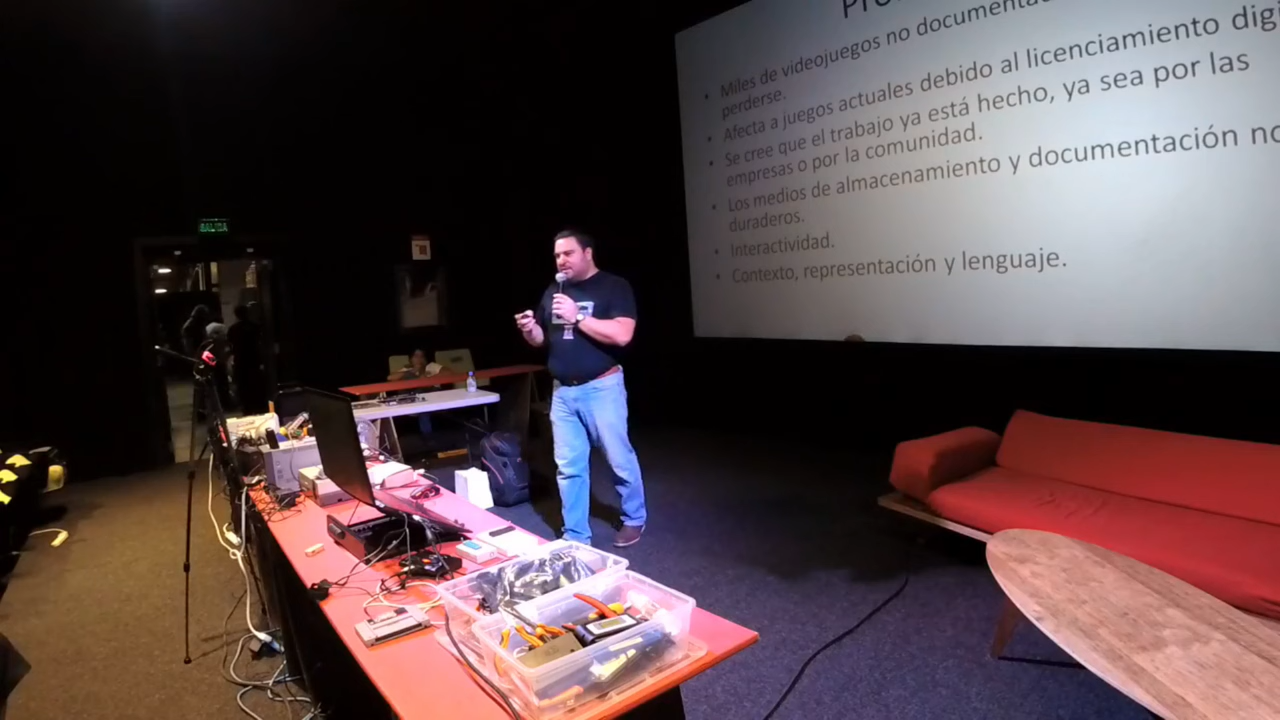 Miles de videojuegos no
perderse.
Afecta a juegos actuales debido al licenciamiento
Se cree que el trabajo ya está hecho, ya sea por las
empresas o por la comunidad.
Los medios de almacenamiento y documentación no
duraderos.
Interactividad.
Contexto, representación y lenguaje.
SALIDA